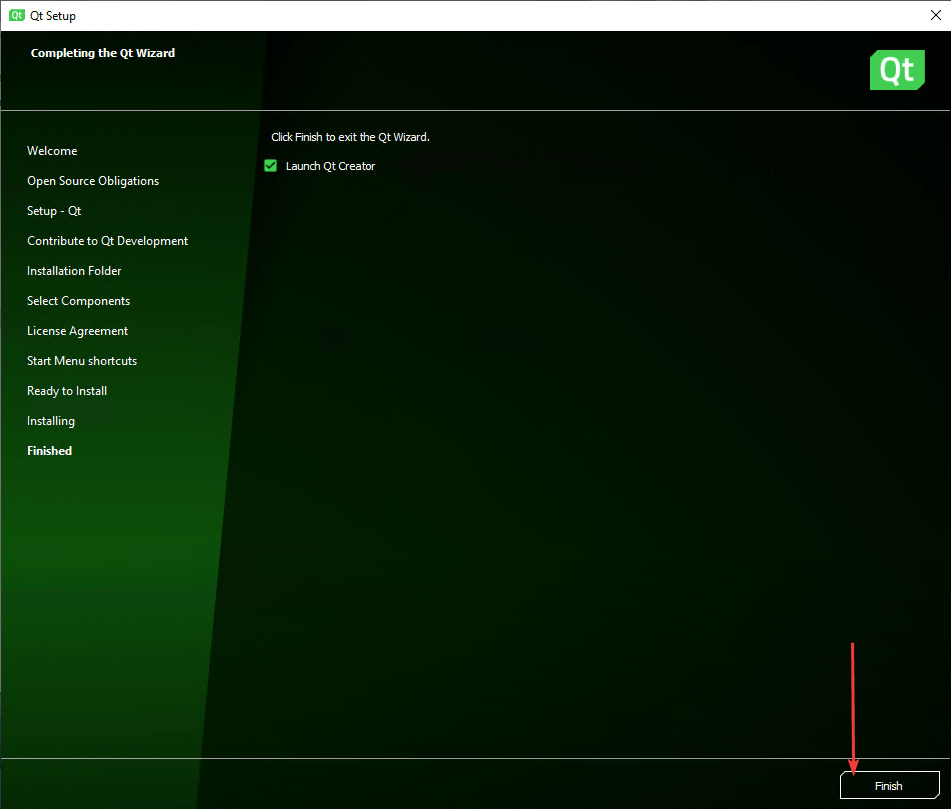 Qt Qt Setup
Completing the Qt Wizard
Qt
Click Finish to exit the Qt Wizard.
Launch Qt Creator
Welcome
Open Source Obligations
Setup - Qt
Contribute to Qt Development
Installation Folder
Select Components
License Agreement
Start Menu shortcuts
Ready to Install
Installing
Finished
Finish